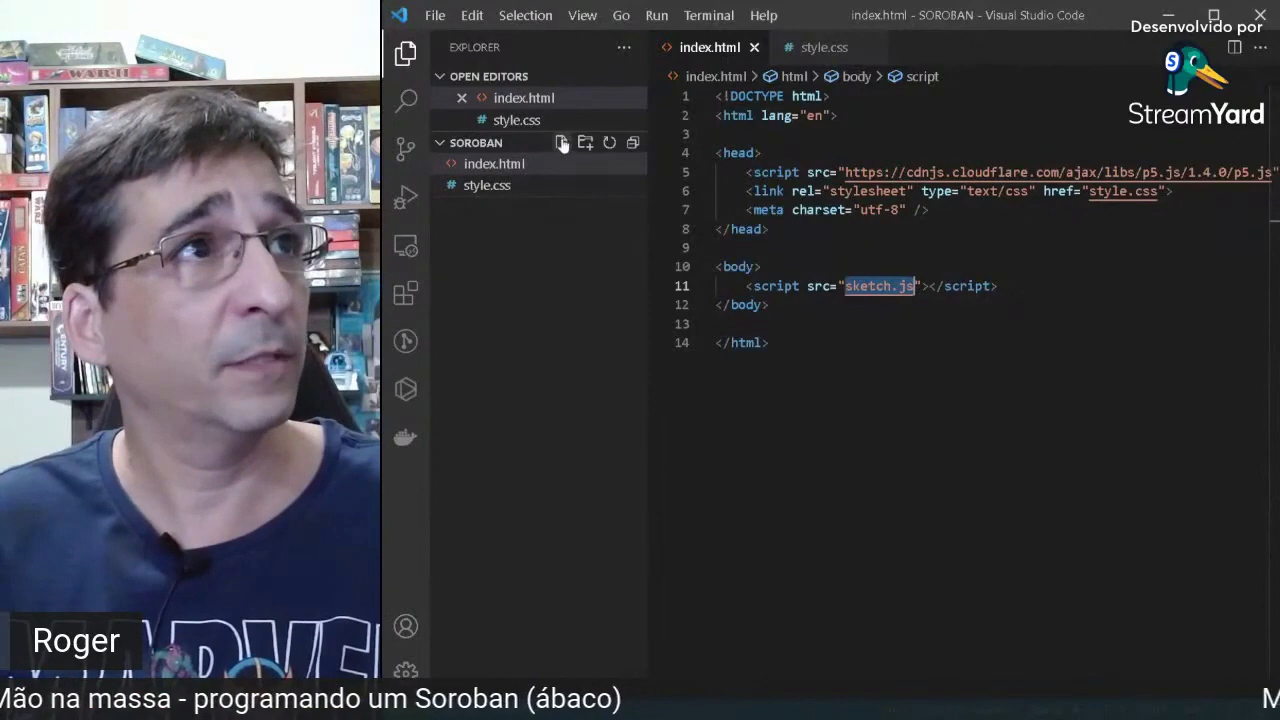 File Edit Selection View Go Run Terminal Help
index.html - SOROBAN - Visual Studio Code
Desenvolvido por
StreamYard
EXPLORER
OPEN EDITORS
index.html
style.css
SOROBAN
index.html
style.css
index.html
style.css
index.html > html > body > script
1 <!DOCTYPE html>
2 <html lang="en">
3
4 <head>
5 <script src="https://cdnjs.cloudflare.com/ajax/libs/p5.js/1.4.0/p5.js"
6 <link rel="stylesheet" type="text/css" href="style.css">
7 <meta charset="utf-8" />
8 </head>
9
10 <body>
11 <script src="sketch.js"></script>
12 </body>
13
14 </html>
WAR II
CATAN
CENTURY
MARVEL
Roger
Mão na massa - programando um Soroban (ábaco)
M